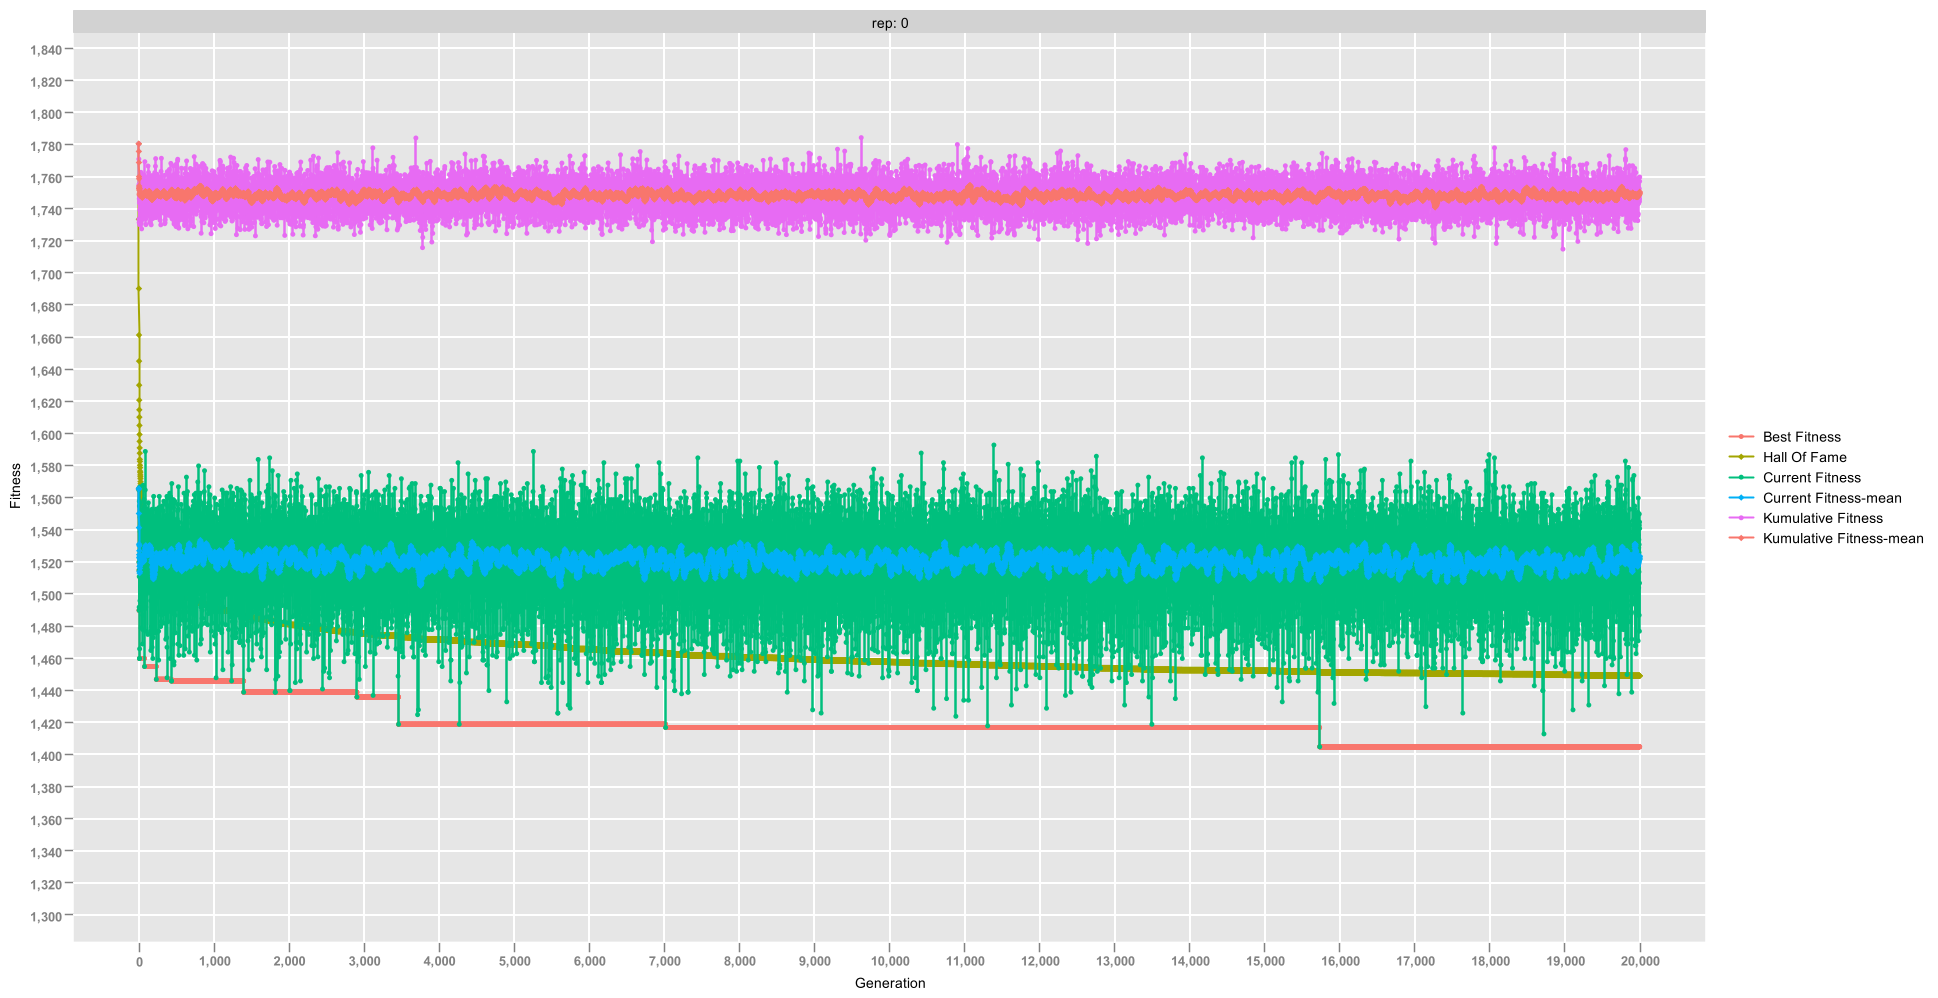 rep: 0
1,840
1,820
1,800
1,780
1,760
1,740
1,720
1,700
1,680
1,660
1,640
1,620
1,600
1,580
1,560
1,540
1,520
1,500
1,480
1,460
1,440
1,420
1,400
1,380
1,360
1,340
1,320
1,300
Fitness
0 1,000 2,000 3,000 4,000 5,000 6,000 7,000 8,000 9,000 10,000 11,000 12,000 13,000 14,000 15,000 16,000 17,000 18,000 19,000 20,000
Generation
Best Fitness
Hall Of Fame
Current Fitness
Current Fitness-mean
Kumulative Fitness
Kumulative Fitness-mean